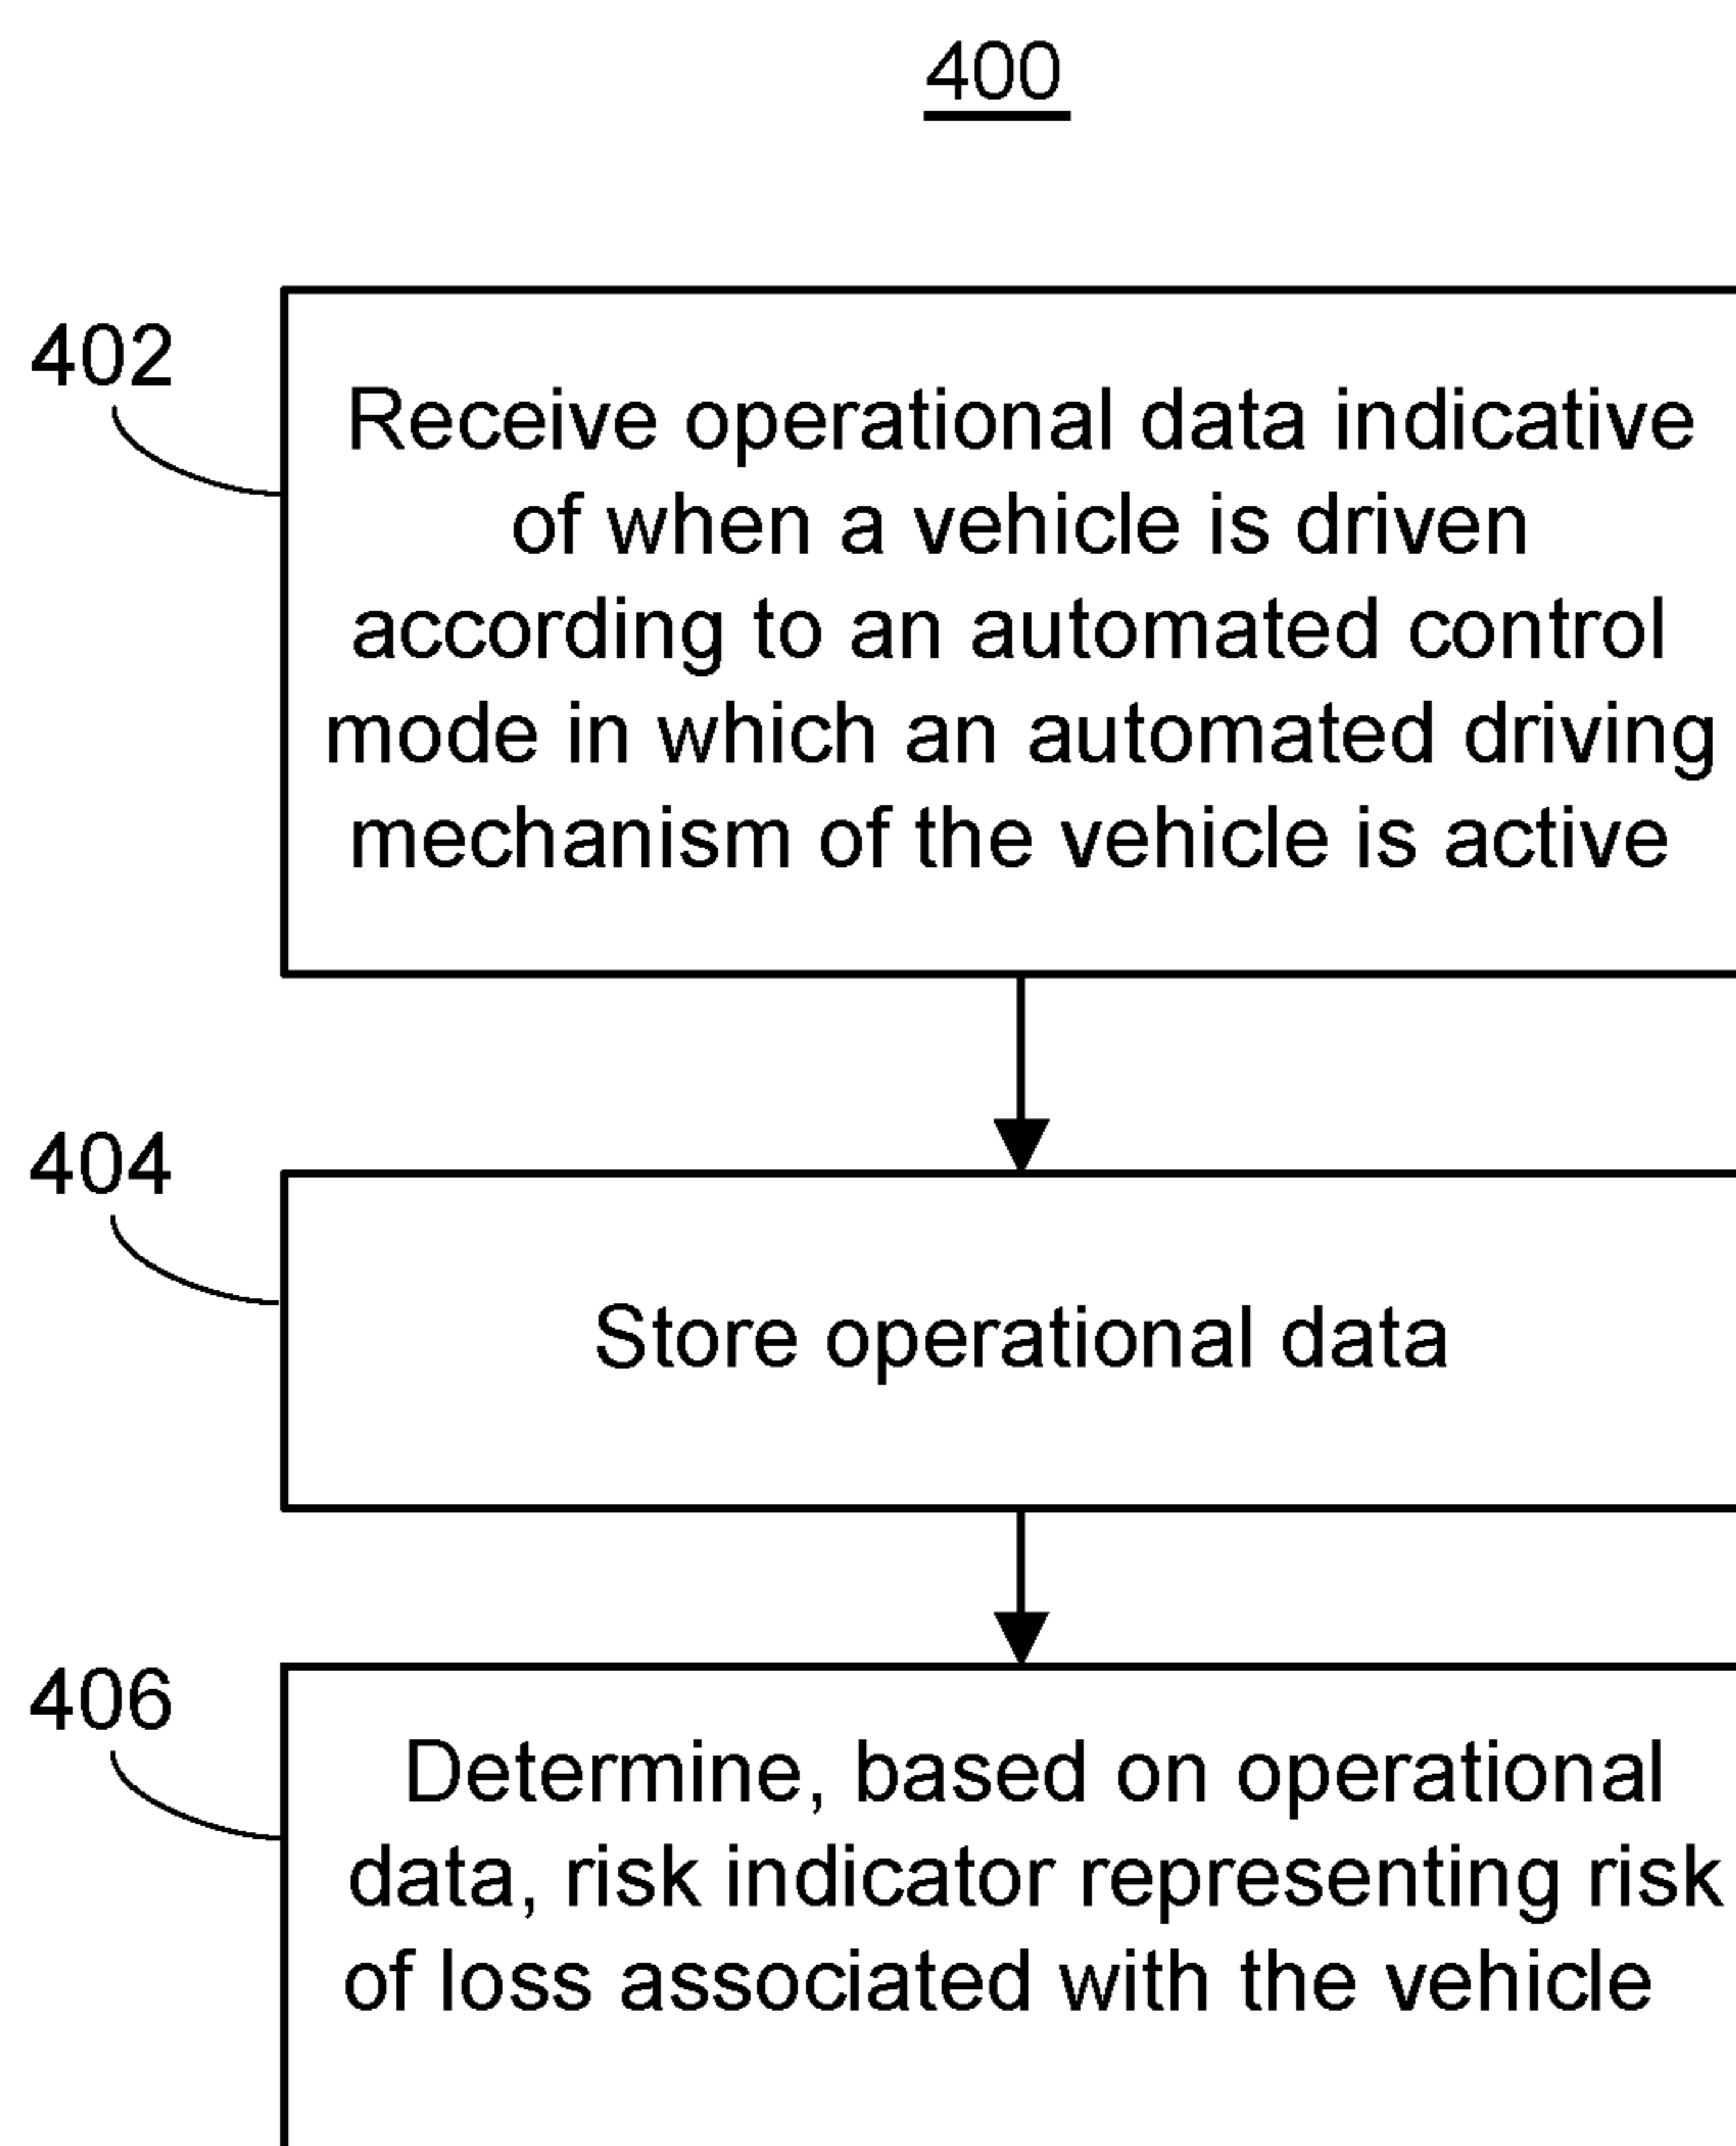 400
402
Receive operational data indicative
of when a vehicle is driven
according to an automated control
mode in which an automated driving
mechanism of the vehicle is active
404
Store operational data
406
Determine, based on operational
data, risk indicator representing risk
of loss associated with the vehicle